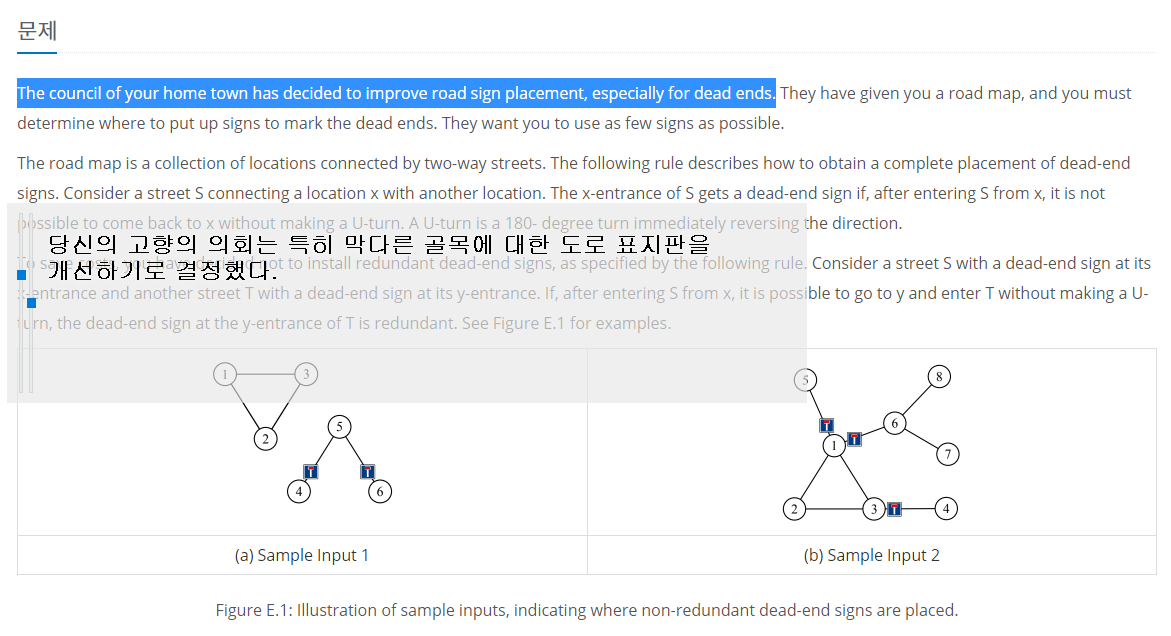 문제
The council of your home town has decided to improve road sign placement, especially for dead ends. They have given you a road map, and you must
determine where to put up signs to mark the dead ends. They want you to use as few signs as possible.
The road map is a collection of locations connected by two-way streets. The following rule describes how to obtain a complete placement of dead-end
signs. Consider a street S connecting a location x with another location. The x-entrance of S gets a dead-end sign if, after entering S from x, it is not
possible to come back to x without making a U-turn. A U-turn is a 180- degree turn immediately reversing the direction.
당신의 고향의 의회는 특히 막다른 골목에 대한 도로 표지판을
개선하기로 결정했다.
To save costs, you have decided not to install redundant dead-end signs, as specified by the following rule. Consider a street S with a dead-end sign at its
x-entrance and another street T with a dead-end sign at its y-entrance. If, after entering S from x, it is possible to go to y and enter T without making a U-
turn, the dead-end sign at the y-entrance of T is redundant. See Figure E.1 for examples.
1 3
2
5
4 6
5 8
6
1
7
2 3 4
(a) Sample Input 1
(b) Sample Input 2
Figure E.1: Illustration of sample inputs, indicating where non-redundant dead-end signs are placed.